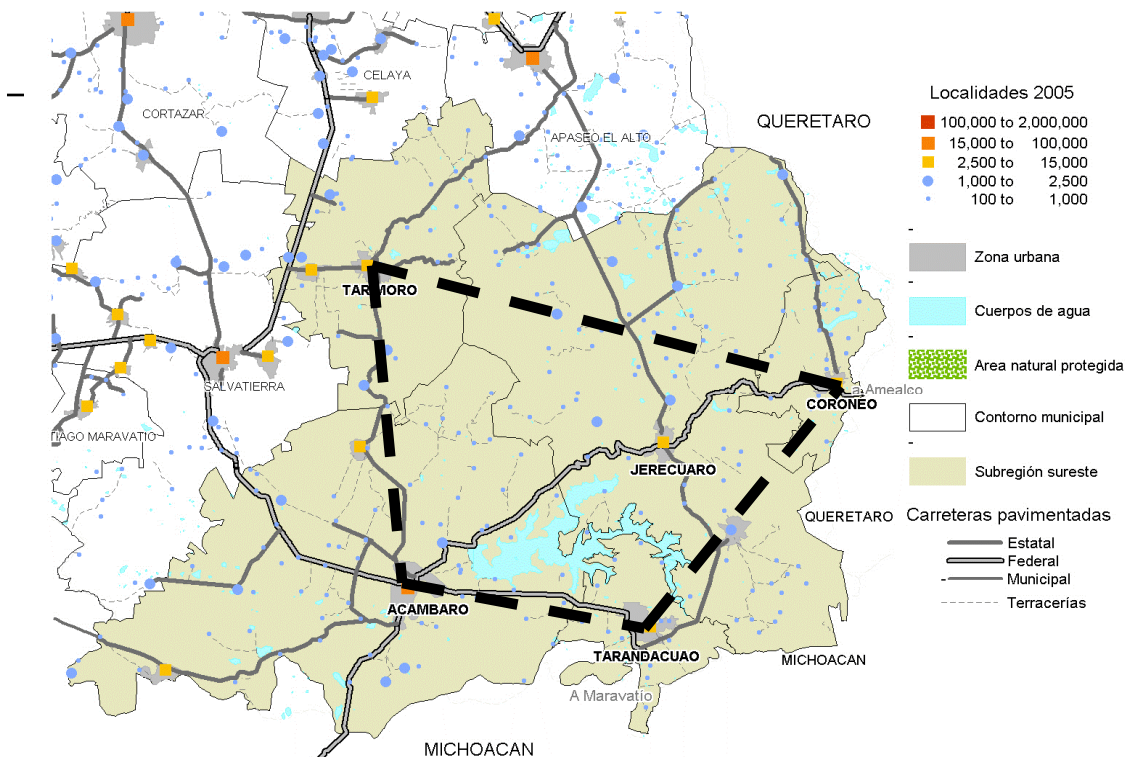 CELAYA
CORTAZAR
APASEO EL ALTO
QUERETARO
TARIMORO
SALVATIERRA
TIAGO MARAVATIO
a Amealco
CORONEO
JERECUARO
QUERETARO
ACAMBARO
TARANDACUAO
MICHOACAN
A Maravatío
MICHOACAN
Localidades 2005
100,000 to 2,000,000
15,000 to 100,000
2,500 to 15,000
1,000 to 2,500
100 to 1,000
Zona urbana
Cuerpos de agua
Area natural protegida
Contorno municipal
Subregión sureste
Carreteras pavimentadas
Estatal
Federal
Municipal
Terracerías